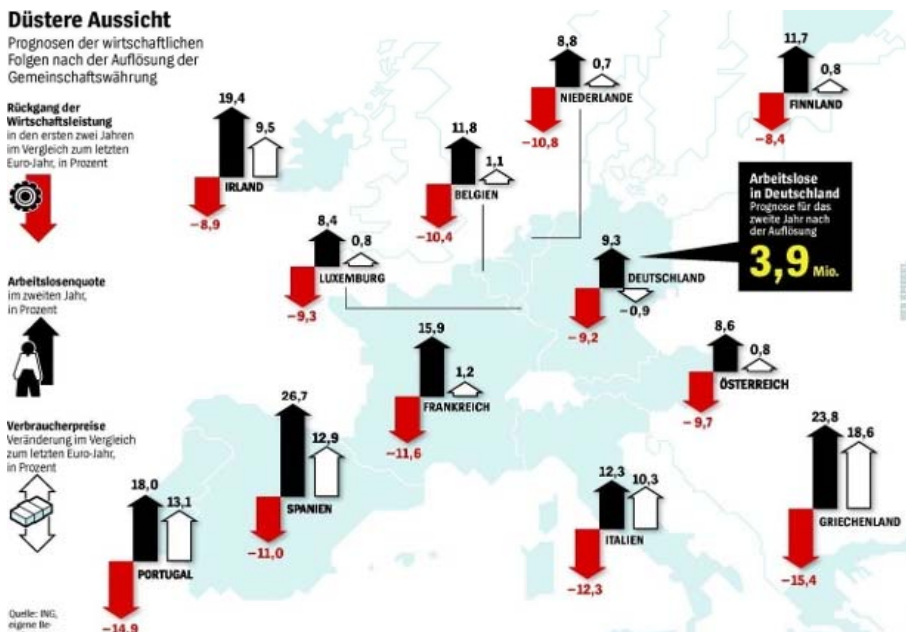 Düstere Aussicht
Prognosen der wirtschaftlichen
Folgen nach der Auflösung der
Gemeinschaftswährung
Rückgang der
Wirtschaftsleistung
in den ersten zwei Jahren
im Vergleich zum letzten
Euro-Jahr, in Prozent
Arbeitslosenquote
im zweiten Jahr,
in Prozent
Verbraucherpreise
Veränderung im Vergleich
zum letzten Euro-Jahr,
in Prozent
Quelle: ING,
eigene Be-
19,4
9,5
IRLAND
–8,9
11,8
1,1
BELGIEN
–10,4
8,8
0,7
NIEDERLANDE
–10,8
11,7
0,8
FINNLAND
–8,4
8,4
0,8
LUXEMBURG
–9,3
9,3
DEUTSCHLAND
–0,9
–9,2
Arbeitslose
in Deutschland
Prognose für das
zweite Jahr nach
der Auflösung
3,9 Mio.
15,9
1,2
FRANKREICH
–11,6
8,6
0,8
ÖSTERREICH
–9,7
26,7
12,9
SPANIEN
–11,0
18,0
13,1
PORTUGAL
–14,9
12,3
10,3
ITALIEN
–12,3
23,8
18,6
GRIECHENLAND
–15,4